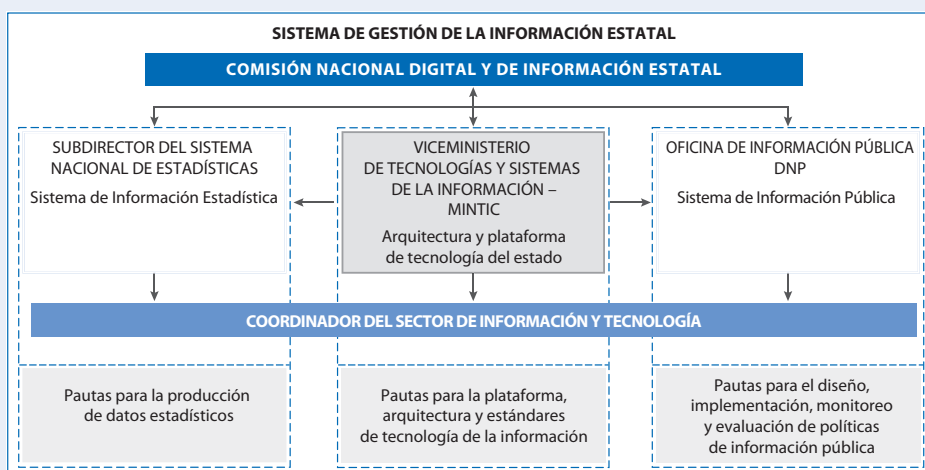 SISTEMA DE GESTIÓN DE LA INFORMACIÓN ESTATAL
COMISIÓN NACIONAL DIGITAL Y DE INFORMACIÓN ESTATAL
SUBDIRECTOR DEL SISTEMA
NACIONAL DE ESTADÍSTICAS
Sistema de Información Estadística
VICEMINISTERIO
DE TECNOLOGÍAS Y SISTEMAS
DE LA INFORMACIÓN –
MINTIC
Arquitectura y plataforma
de tecnología del estado
OFICINA DE INFORMACIÓN PÚBLICA
DNP
Sistema de Información Pública
COORDINADOR DEL SECTOR DE INFORMACIÓN Y TECNOLOGÍA
Pautas para la producción
de datos estadísticos
Pautas para la plataforma,
arquitectura y estándares
de tecnología de la información
Pautas para el diseño,
implementación, monitoreo
y evaluación de políticas
de información pública